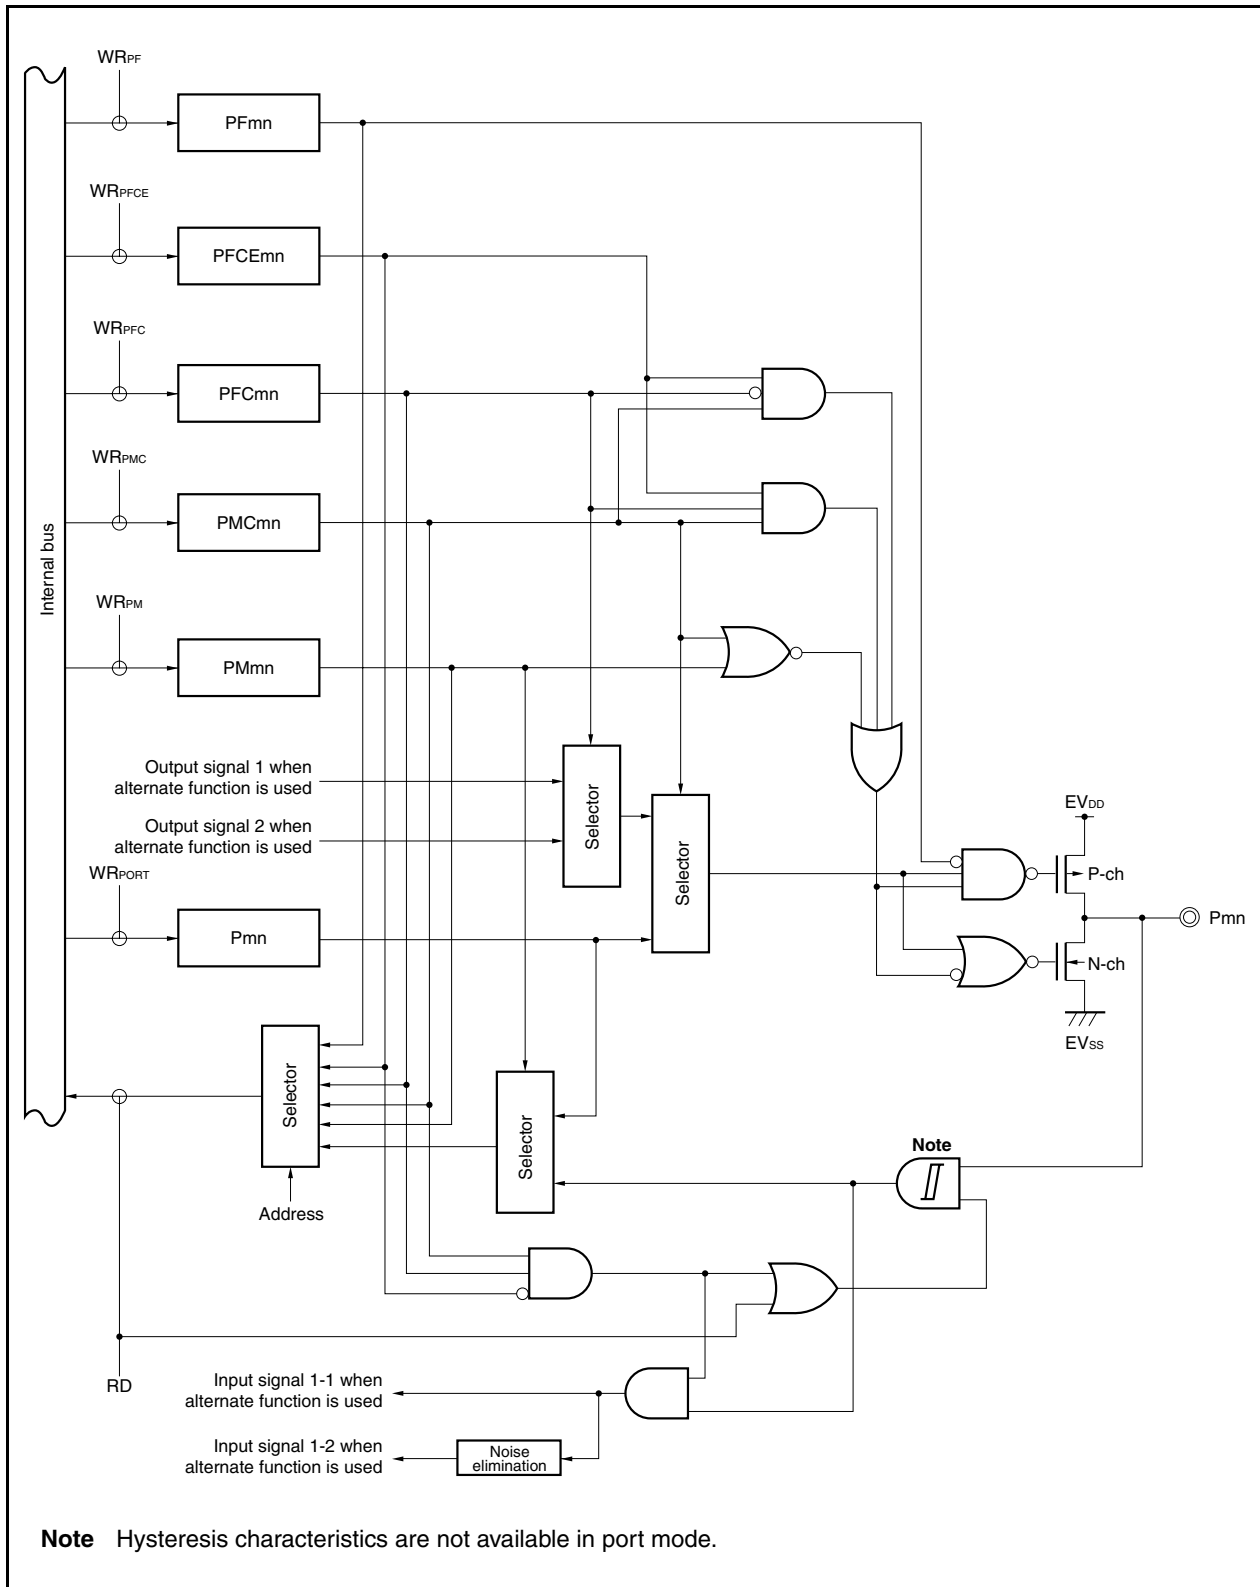 WRPF
PFmn
WRPFCE
PFCEmn
WRPFC
PFCmn
WRPMC
PMCmn
Internal bus
WRPM
PMmn
Output signal 1 when
alternate function is used
Output signal 2 when
alternate function is used
Selector
Selector
EVDD
P-ch
WRPORT
Pmn
Pmn
N-ch
EVSS
Selector
Selector
Address
Note
RD
Input signal 1-1 when
alternate function is used
Input signal 1-2 when
alternate function is used
Noise
elimination
Note Hysteresis characteristics are not available in port mode.